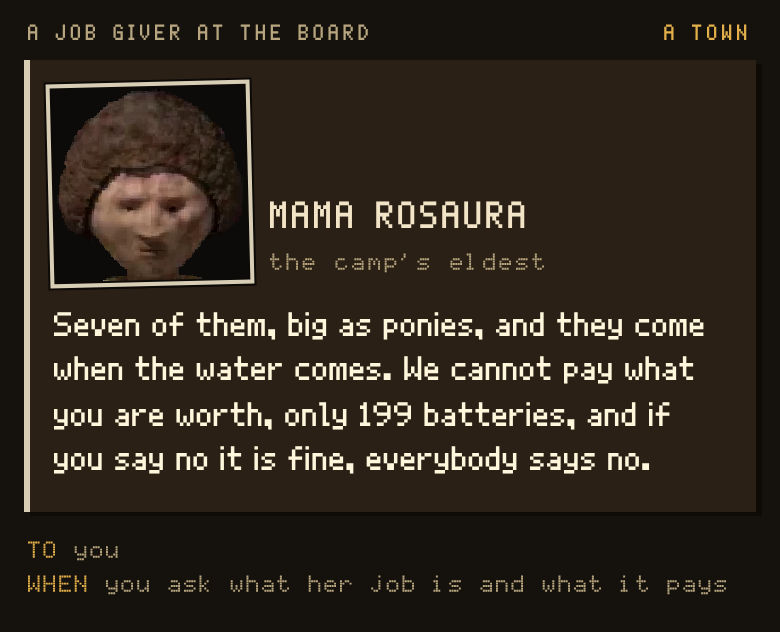 A JOB GIVER AT THE BOARD
A TOWN
MAMA ROSAURA
the camp's eldest
Seven of them, big as ponies, and they come
when the water comes. We cannot pay what
you are worth, only 199 batteries, and if
you say no it is fine, everybody says no.
TO you
WHEN you ask what her job is and what it pays